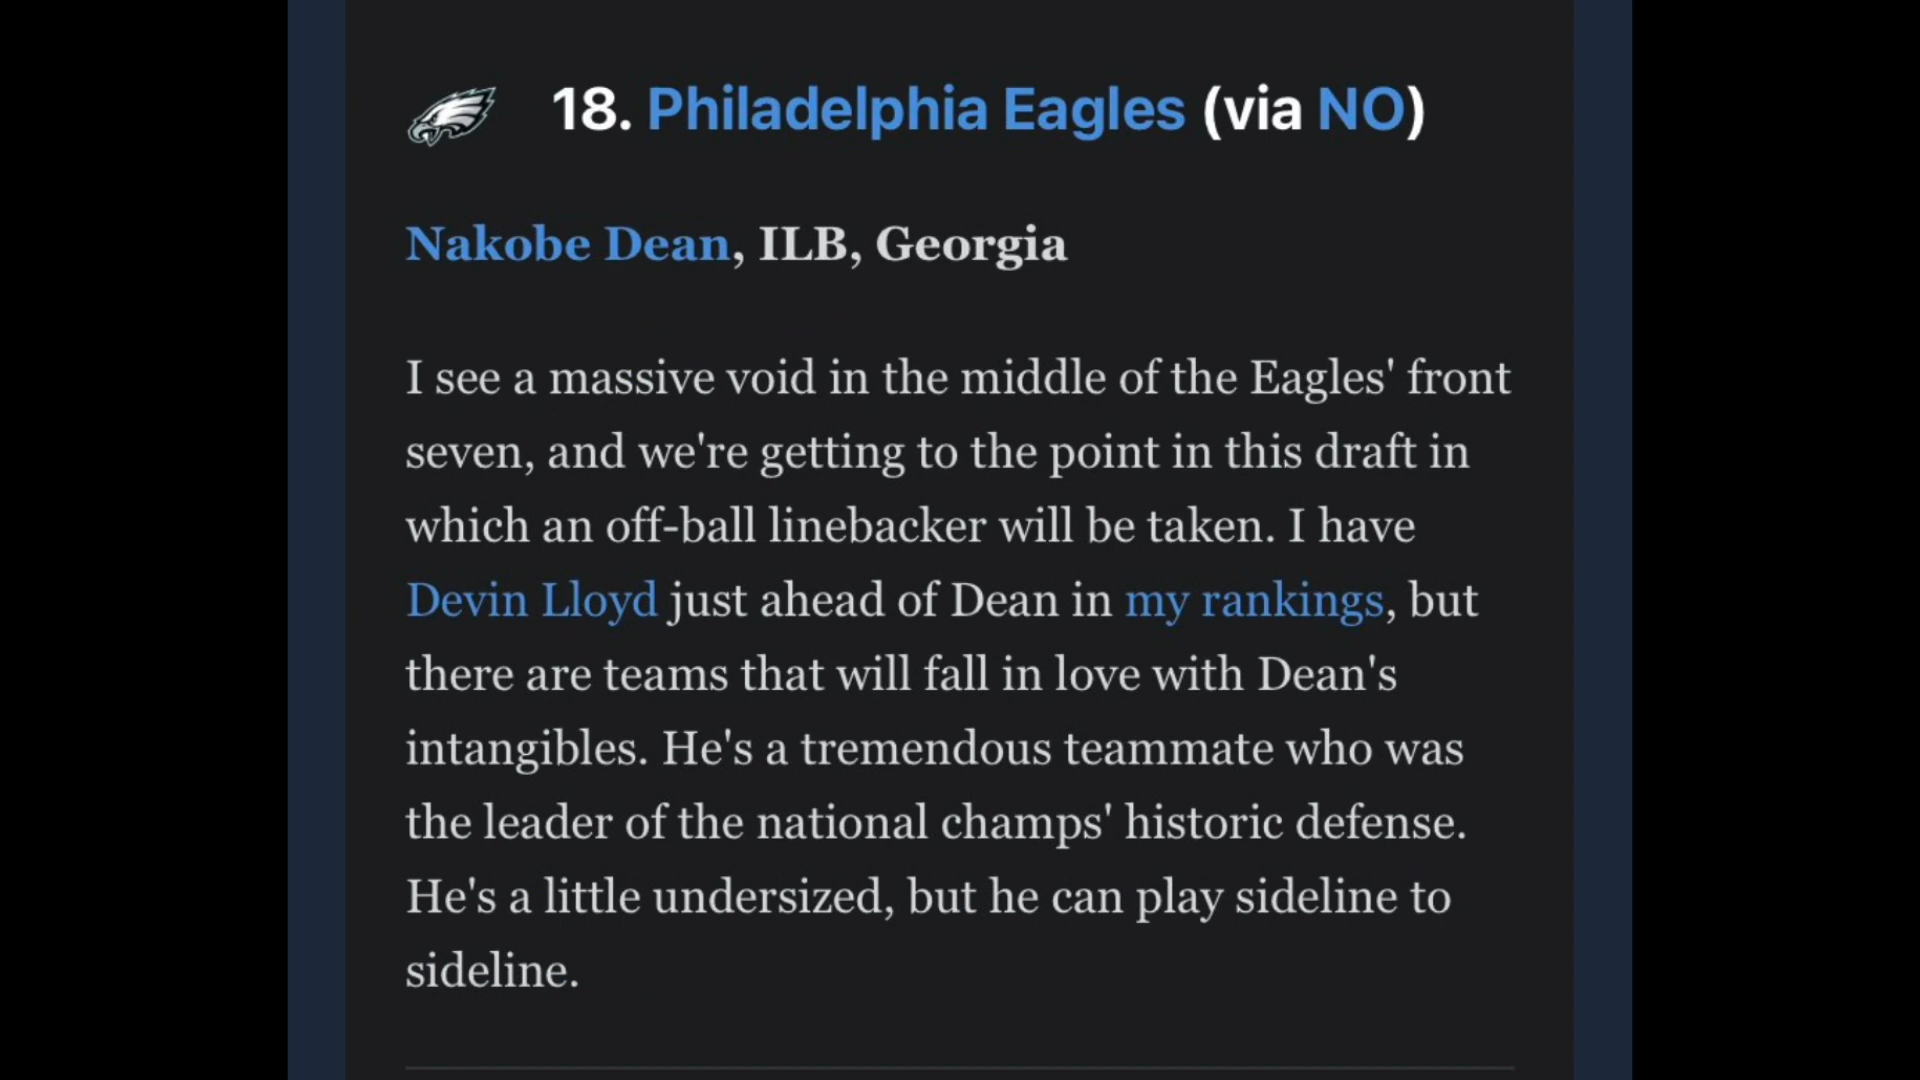 18. Philadelphia Eagles (via NO)
Nakobe Dean, ILB, Georgia
I see a massive void in the middle of the Eagles' front
seven, and we're getting to the point in this draft in
which an off-ball linebacker will be taken. I have
Devin Lloyd just ahead of Dean in my rankings, but
there are teams that will fall in love with Dean's
intangibles. He's a tremendous teammate who was
the leader of the national champs' historic defense.
He's a little undersized, but he can play sideline to
sideline.